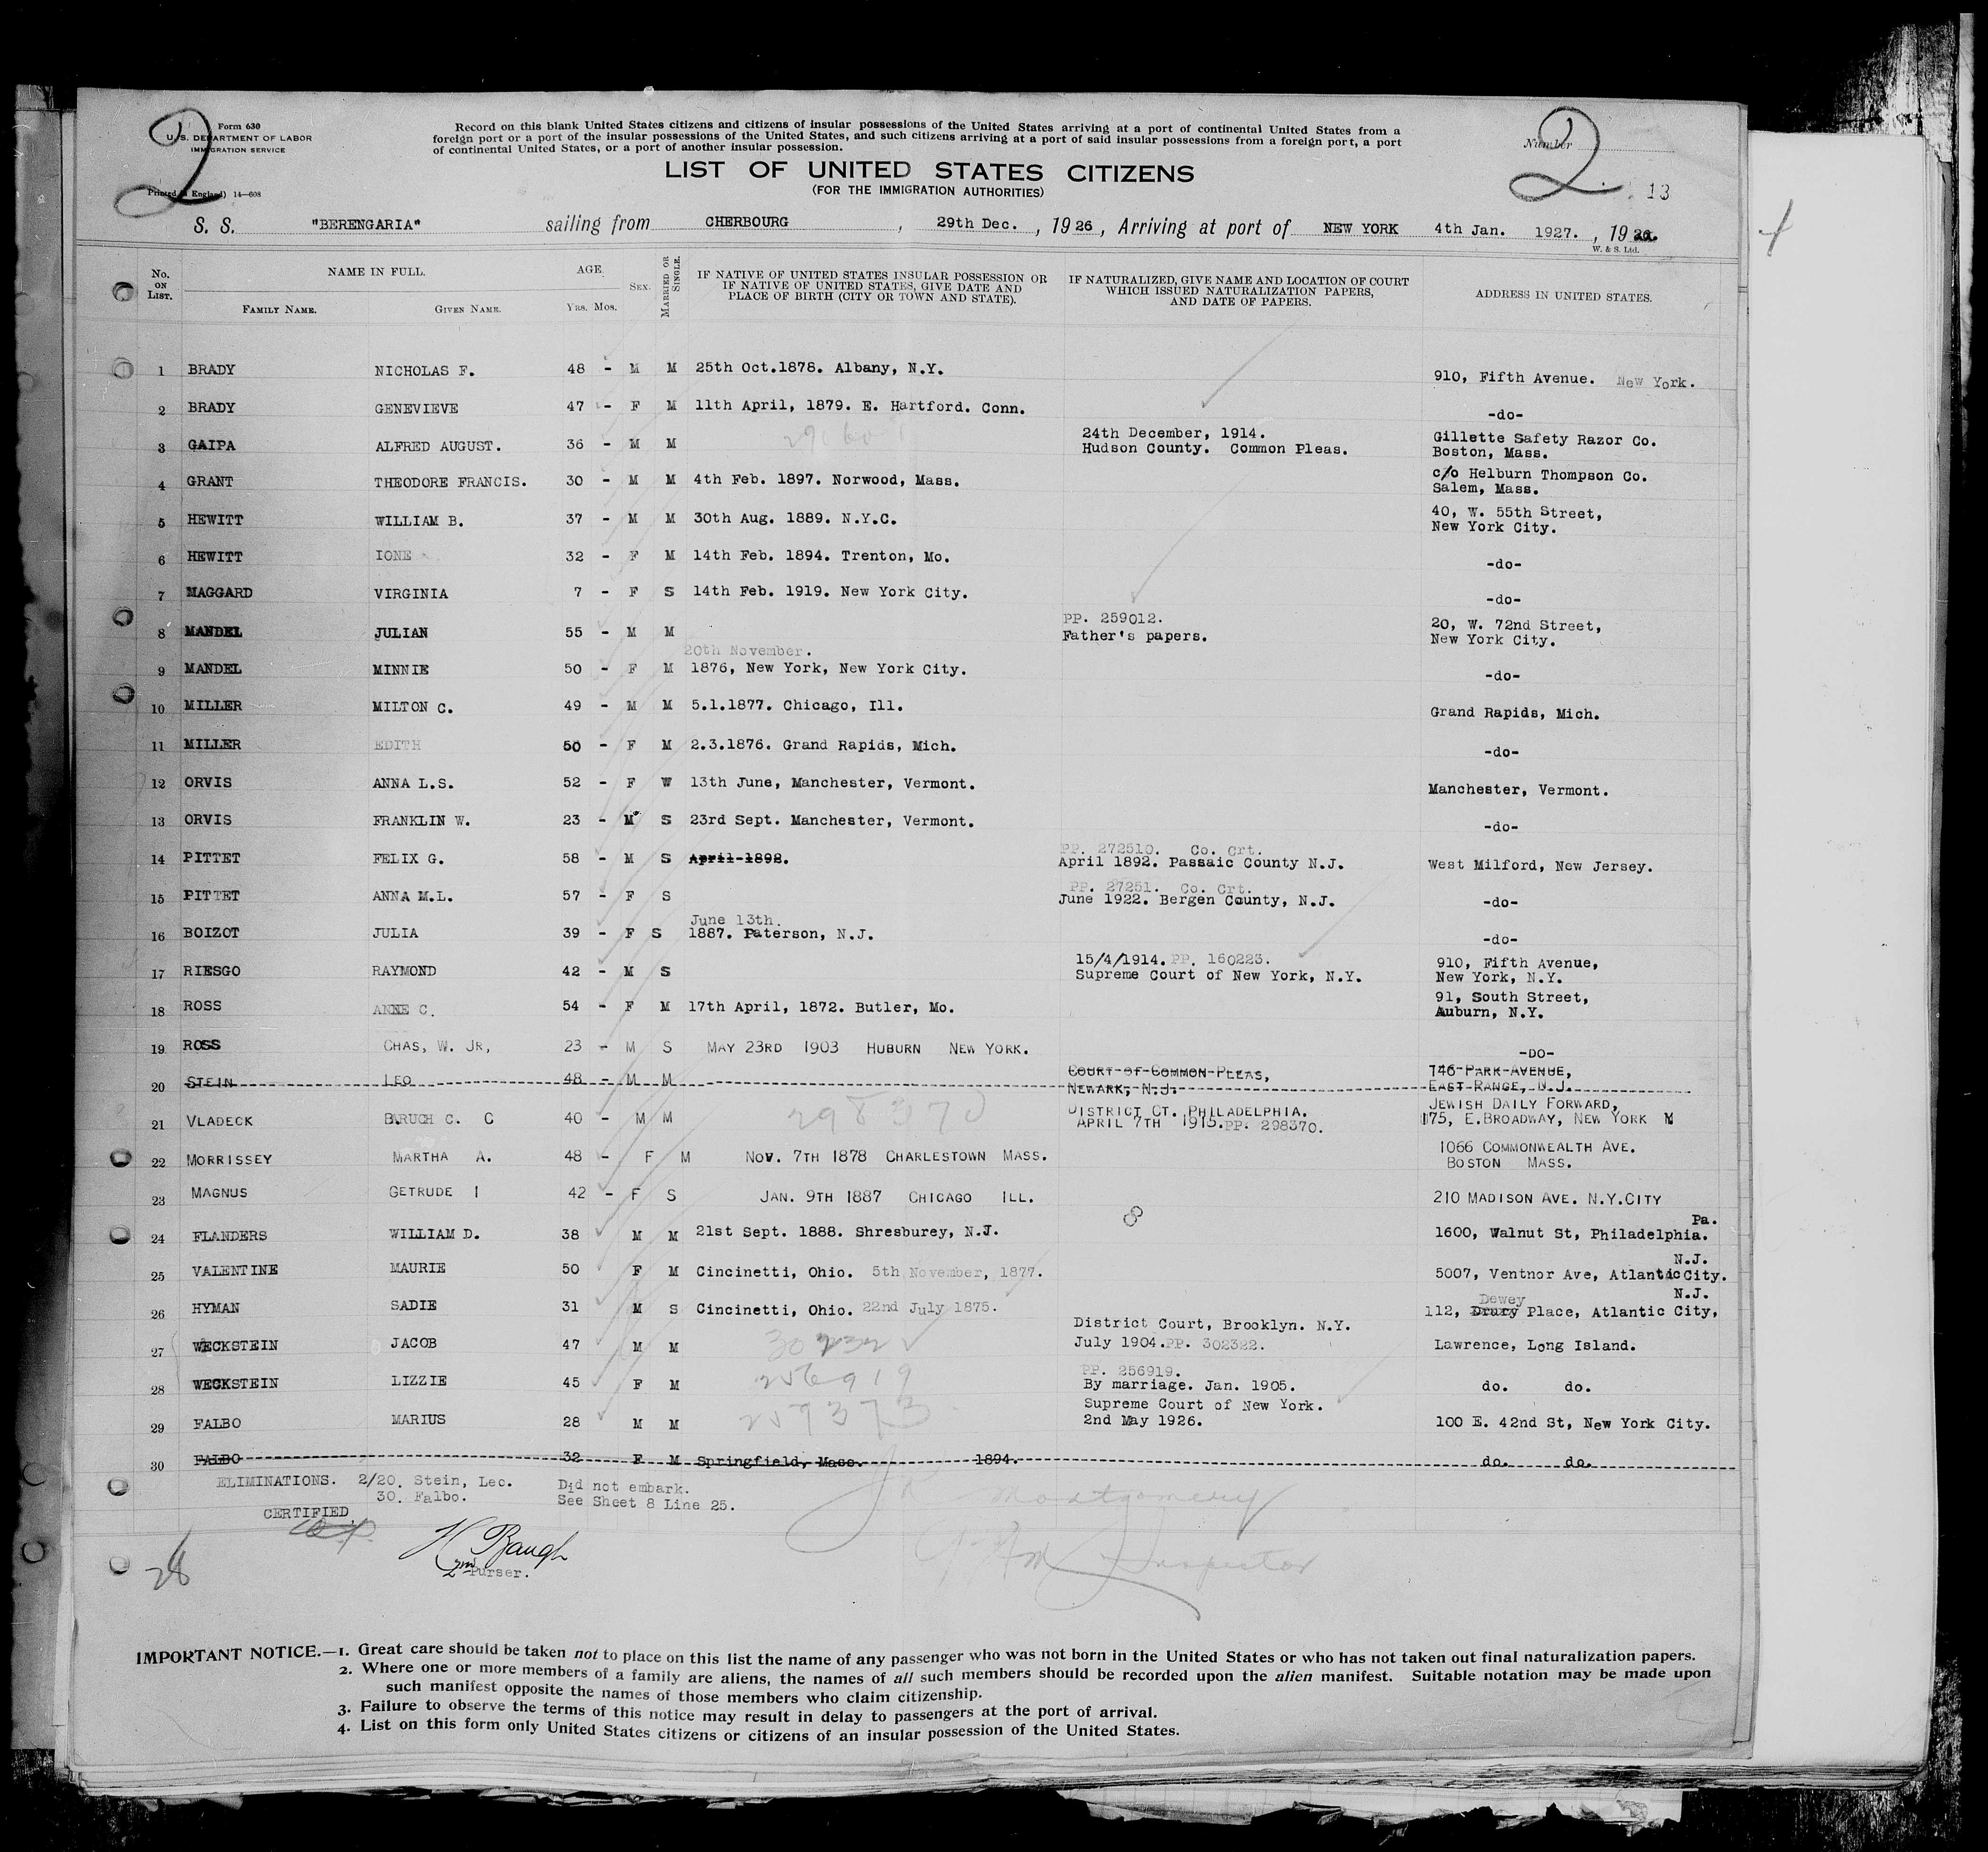 2
Form 630
U. S. DEPARTMENT OF LABOR
IMMIGRATION SERVICE
(Printed in England) 14—608
Record on this blank United States citizens and citizens of insular possessions of the United States arriving at a port of continental United States from a
foreign port or a port of the insular possessions of the United States, and such citizens arriving at a port of said insular possessions from a foreign port, a port
of continental United States, or a port of another insular possession.
Number 2
13
LIST OF UNITED STATES CITIZENS
(FOR THE IMMIGRATION AUTHORITIES)
S. S. "BERENGARIA" sailing from CHERBOURG, 29th Dec., 1926, Arriving at port of NEW YORK 4th Jan. 1927., 1926.
W. & S. Ltd.
No. ON LIST. NAME IN FULL. FAMILY NAME. GIVEN NAME. AGE. YRS. MOS. SEX. MARRIED OR SINGLE. IF NATIVE OF UNITED STATES INSULAR POSSESSION OR IF NATIVE OF UNITED STATES, GIVE DATE AND PLACE OF BIRTH (CITY OR TOWN AND STATE). IF NATURALIZED, GIVE NAME AND LOCATION OF COURT WHICH ISSUED NATURALIZATION PAPERS, AND DATE OF PAPERS. ADDRESS IN UNITED STATES.
1 BRADY NICHOLAS F. 48 - M M 25th Oct.1878. Albany, N.Y. 910, Fifth Avenue. New York.
2 BRADY GENEVIEVE 47 - F M 11th April, 1879. E. Hartford. Conn. -do-
3 GAIPA ALFRED AUGUST. 36 - M M 24th December, 1914. Hudson County. Common Pleas. Gillette Safety Razor Co. Boston, Mass.
4 GRANT THEODORE FRANCIS. 30 - M M 4th Feb. 1897. Norwood, Mass. c/o Helburn Thompson Co. Salem, Mass.
5 HEWITT WILLIAM B. 37 - M M 30th Aug. 1889. N.Y.C. 40, W. 55th Street, New York City.
6 HEWITT IONE 32 - F M 14th Feb. 1894. Trenton, Mo. -do-
7 MAGGARD VIRGINIA 7 - F S 14th Feb. 1919. New York City. -do-
8 MANDEL JULIAN 55 - M M PP. 259012. Father's papers. 20, W. 72nd Street, New York City.
9 MANDEL MINNIE 50 - F M 20th November. 1876, New York, New York City. -do-
10 MILLER MILTON C. 49 - M M 5.1.1877. Chicago, Ill. Grand Rapids, Mich.
11 MILLER EDITH 50 - F M 2.3.1876. Grand Rapids, Mich. -do-
12 ORVIS ANNA L.S. 52 - F W 13th June, Manchester, Vermont. Manchester, Vermont.
13 ORVIS FRANKLIN W. 23 - M S 23rd Sept. Manchester, Vermont. -do-
14 PITTET FELIX G. 58 - M S April-1892. PP. 272510. Co. Crt. April 1892. Passaic County N.J. West Milford, New Jersey.
15 PITTET ANNA M.L. 57 - F S PP. 27251. Co. Crt. June 1922. Bergen County, N.J. -do-
16 BOIZOT JULIA 39 - F S June 13th. 1887. Paterson, N.J. -do-
17 RIESGO RAYMOND 42 - M S 15/4/1914. PP. 160223. Supreme Court of New York, N.Y. 910, Fifth Avenue, New York, N.Y.
18 ROSS ANNE C. 54 - F M 17th April, 1872. Butler, Mo. 91, South Street, Auburn, N.Y.
19 ROSS CHAS, W. JR, 23 - M S MAY 23RD 1903 HUBURN NEW YORK. -DO-
20 STEIN LEO 48 - M M COURT-OF-COMMON-PLEAS, NEWARK, N.J. 746-PARK-AVENUE, EAST-RANGE, N.J.
21 VLADECK BARUCH C. C 40 - M M 298370 DISTRICT CT. PHILADELPHIA. APRIL 7TH 1915. PP. 298370. JEWISH DAILY FORWARD, 175, E.BROADWAY, NEW YORK
22 MORRISSEY MARTHA A. 48 - F M NOV. 7TH 1878 CHARLESTOWN MASS. 1066 COMMONWEALTH AVE. BOSTON MASS.
23 MAGNUS GETRUDE I 42 - F S JAN. 9TH 1887 CHICAGO ILL. 210 MADISON AVE. N.Y.CITY
24 FLANDERS WILLIAM D. 38 M M 21st Sept. 1888. Shresburey, N.J. 1600, Walnut St, Philadelphia. Pa.
25 VALENTINE MAURIE 50 F M Cincinetti, Ohio. 5th November, 1877. 5007, Ventnor Ave, Atlantic City. N.J.
26 HYMAN SADIE 31 M S Cincinetti, Ohio. 22nd July 1875. 112, Drury Dewey Place, Atlantic City, N.J.
27 WECKSTEIN JACOB 47 M M District Court, Brooklyn. N.Y. July 1904. PP. 302322. Lawrence, Long Island.
28 WECKSTEIN LIZZIE 45 F M 256919 PP. 256919. By marriage. Jan. 1905. do. do.
29 FALBO MARIUS 28 M M 259373 Supreme Court of New York. 2nd May 1926. 100 E. 42nd St, New York City.
30 FALBO 32 F M Springfield, Mass. 1894. do. do.
ELIMINATIONS. 2/20. Stein, Leo. Did not embark.
30. Falbo. See Sheet 8 Line 25.
CERTIFIED.
H Baugh
2nd Purser.
Montgomery
Inspector
28
IMPORTANT NOTICE.—1. Great care should be taken not to place on this list the name of any passenger who was not born in the United States or who has not taken out final naturalization papers.
2. Where one or more members of a family are aliens, the names of all such members should be recorded upon the alien manifest. Suitable notation may be made upon
such manifest opposite the names of those members who claim citizenship.
3. Failure to observe the terms of this notice may result in delay to passengers at the port of arrival.
4. List on this form only United States citizens or citizens of an insular possession of the United States.